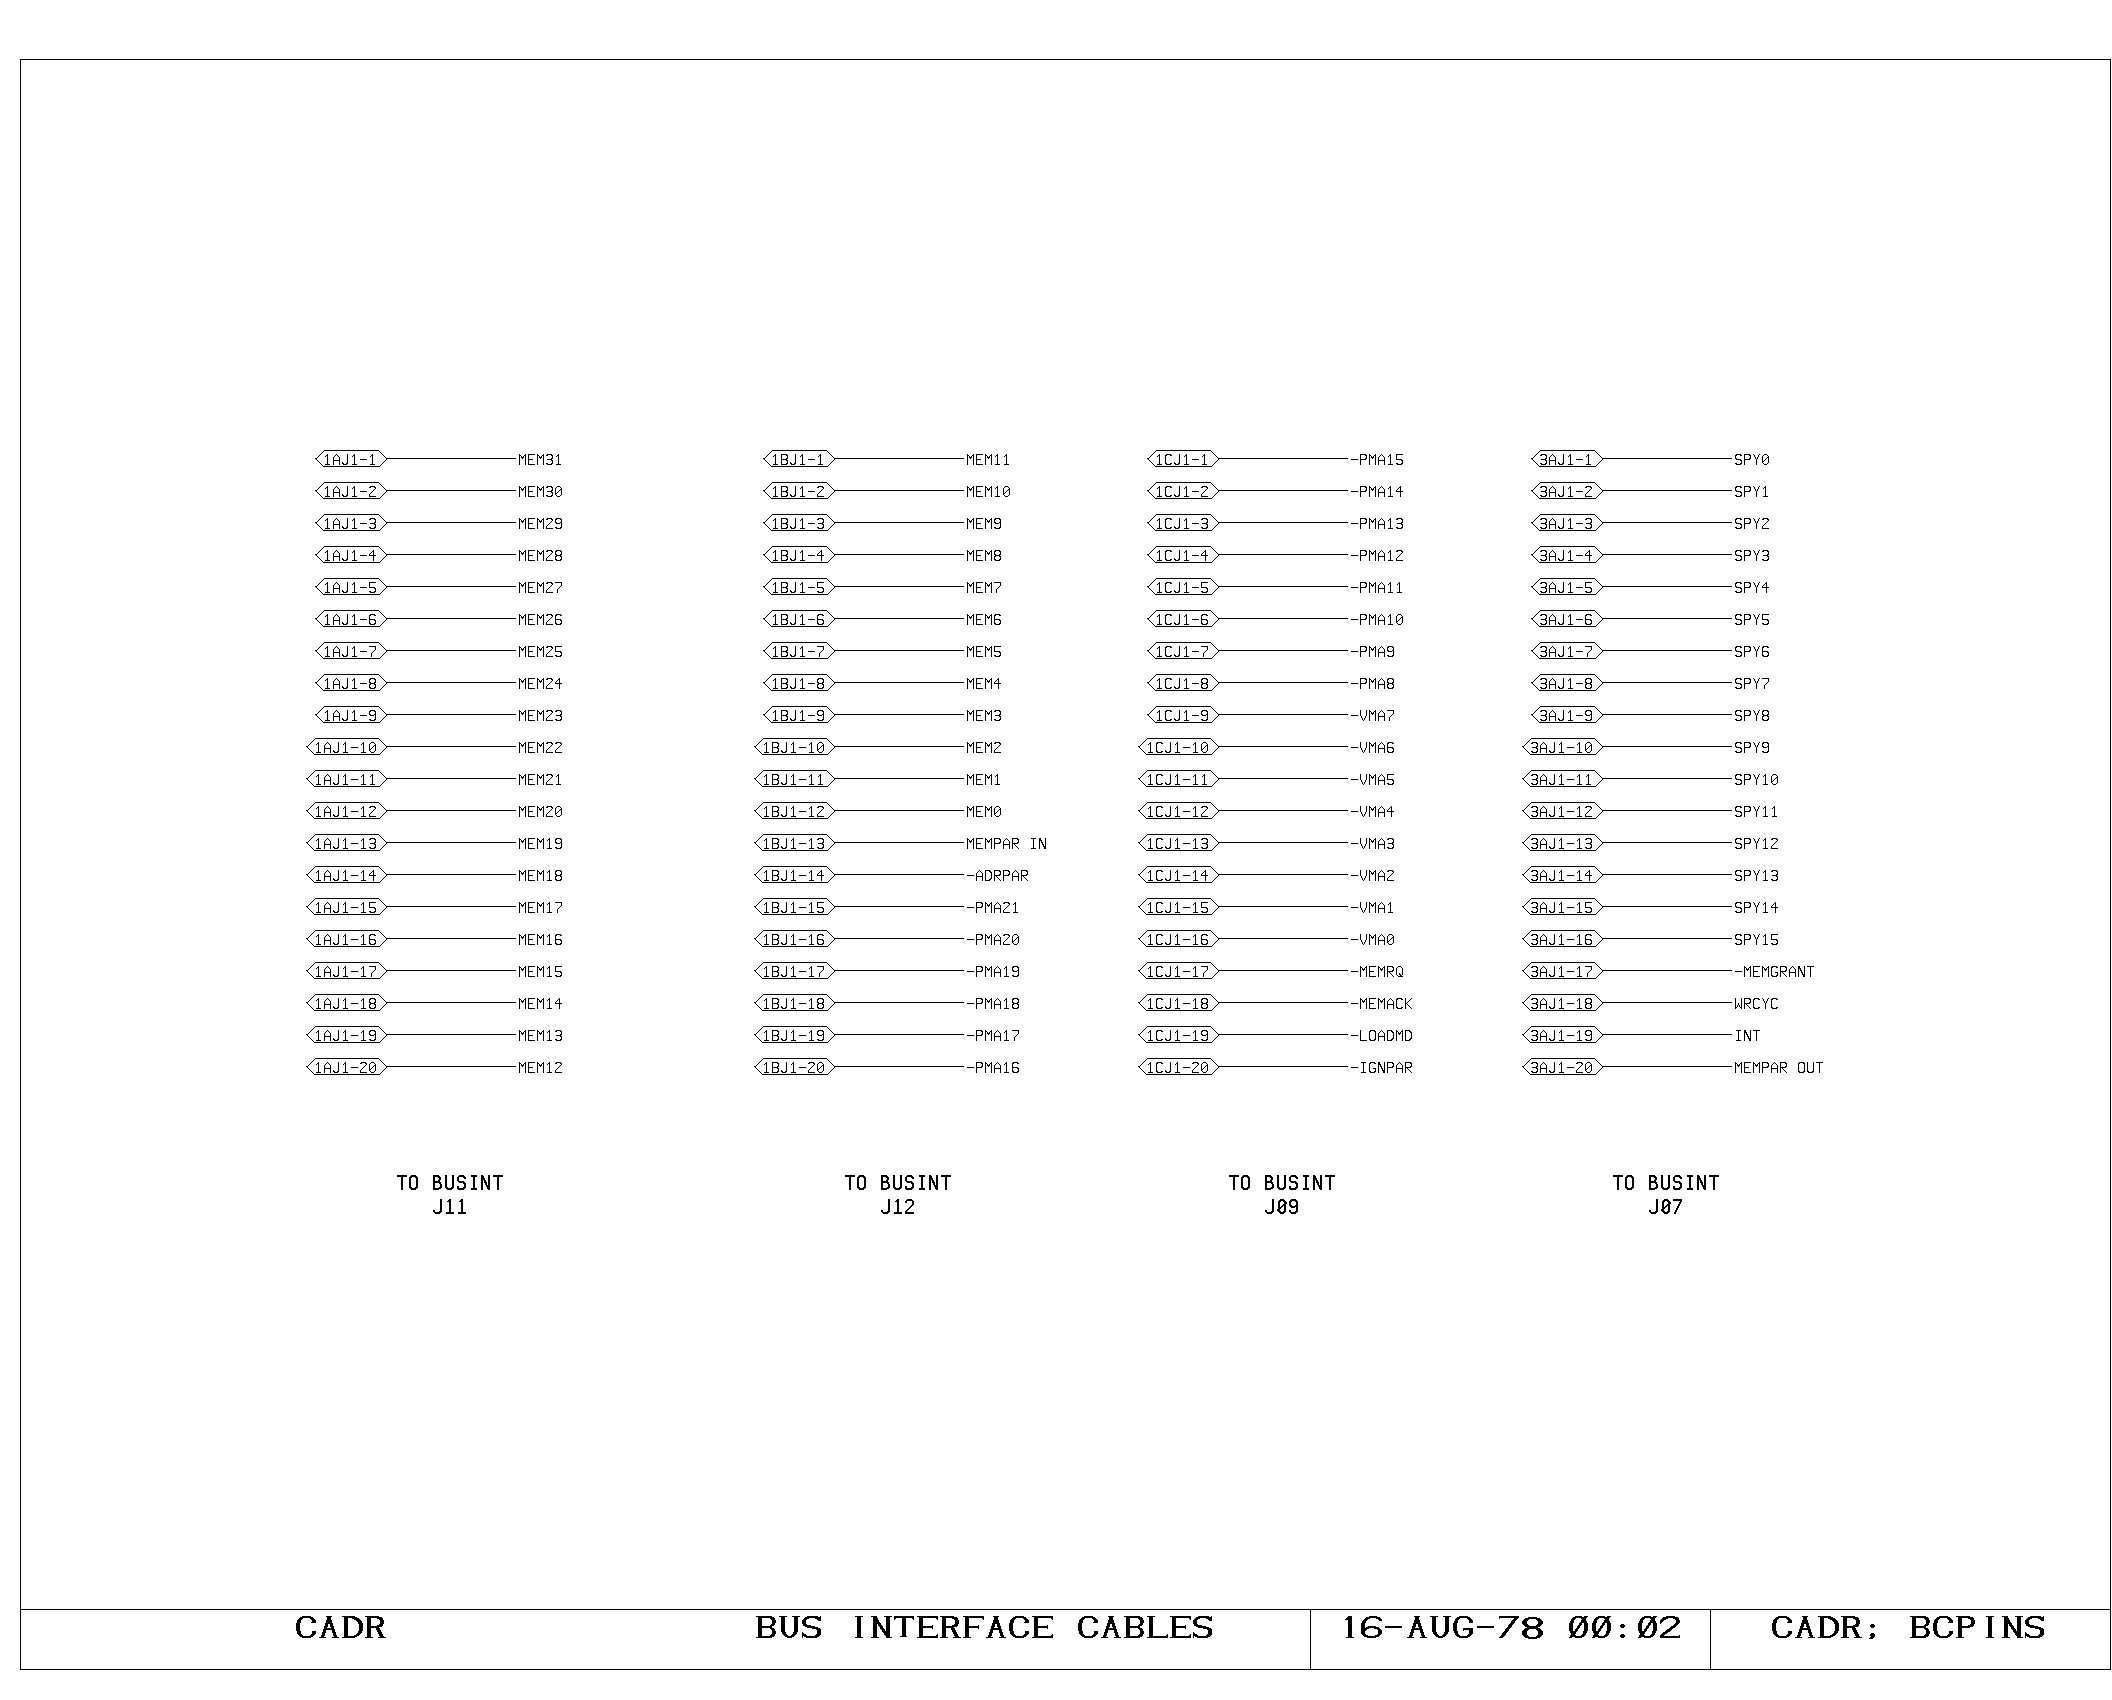 1AJ1-1 MEM31 1BJ1-1 MEM11 1CJ1-1 -PMA15 3AJ1-1 SPY0
1AJ1-2 MEM30 1BJ1-2 MEM10 1CJ1-2 -PMA14 3AJ1-2 SPY1
1AJ1-3 MEM29 1BJ1-3 MEM9 1CJ1-3 -PMA13 3AJ1-3 SPY2
1AJ1-4 MEM28 1BJ1-4 MEM8 1CJ1-4 -PMA12 3AJ1-4 SPY3
1AJ1-5 MEM27 1BJ1-5 MEM7 1CJ1-5 -PMA11 3AJ1-5 SPY4
1AJ1-6 MEM26 1BJ1-6 MEM6 1CJ1-6 -PMA10 3AJ1-6 SPY5
1AJ1-7 MEM25 1BJ1-7 MEM5 1CJ1-7 -PMA9 3AJ1-7 SPY6
1AJ1-8 MEM24 1BJ1-8 MEM4 1CJ1-8 -PMA8 3AJ1-8 SPY7
1AJ1-9 MEM23 1BJ1-9 MEM3 1CJ1-9 -VMA7 3AJ1-9 SPY8
1AJ1-10 MEM22 1BJ1-10 MEM2 1CJ1-10 -VMA6 3AJ1-10 SPY9
1AJ1-11 MEM21 1BJ1-11 MEM1 1CJ1-11 -VMA5 3AJ1-11 SPY10
1AJ1-12 MEM20 1BJ1-12 MEM0 1CJ1-12 -VMA4 3AJ1-12 SPY11
1AJ1-13 MEM19 1BJ1-13 MEMPAR IN 1CJ1-13 -VMA3 3AJ1-13 SPY12
1AJ1-14 MEM18 1BJ1-14 -ADRPAR 1CJ1-14 -VMA2 3AJ1-14 SPY13
1AJ1-15 MEM17 1BJ1-15 -PMA21 1CJ1-15 -VMA1 3AJ1-15 SPY14
1AJ1-16 MEM16 1BJ1-16 -PMA20 1CJ1-16 -VMA0 3AJ1-16 SPY15
1AJ1-17 MEM15 1BJ1-17 -PMA19 1CJ1-17 -MEMRQ 3AJ1-17 -MEMGRANT
1AJ1-18 MEM14 1BJ1-18 -PMA18 1CJ1-18 -MEMACK 3AJ1-18 WRCYC
1AJ1-19 MEM13 1BJ1-19 -PMA17 1CJ1-19 -LOADMD 3AJ1-19 INT
1AJ1-20 MEM12 1BJ1-20 -PMA16 1CJ1-20 -IGNPAR 3AJ1-20 MEMPAR OUT
TO BUSINT TO BUSINT TO BUSINT TO BUSINT
J11 J12 J09 J07
CADR BUS INTERFACE CABLES 16-AUG-78 00:02 CADR; BCPINS